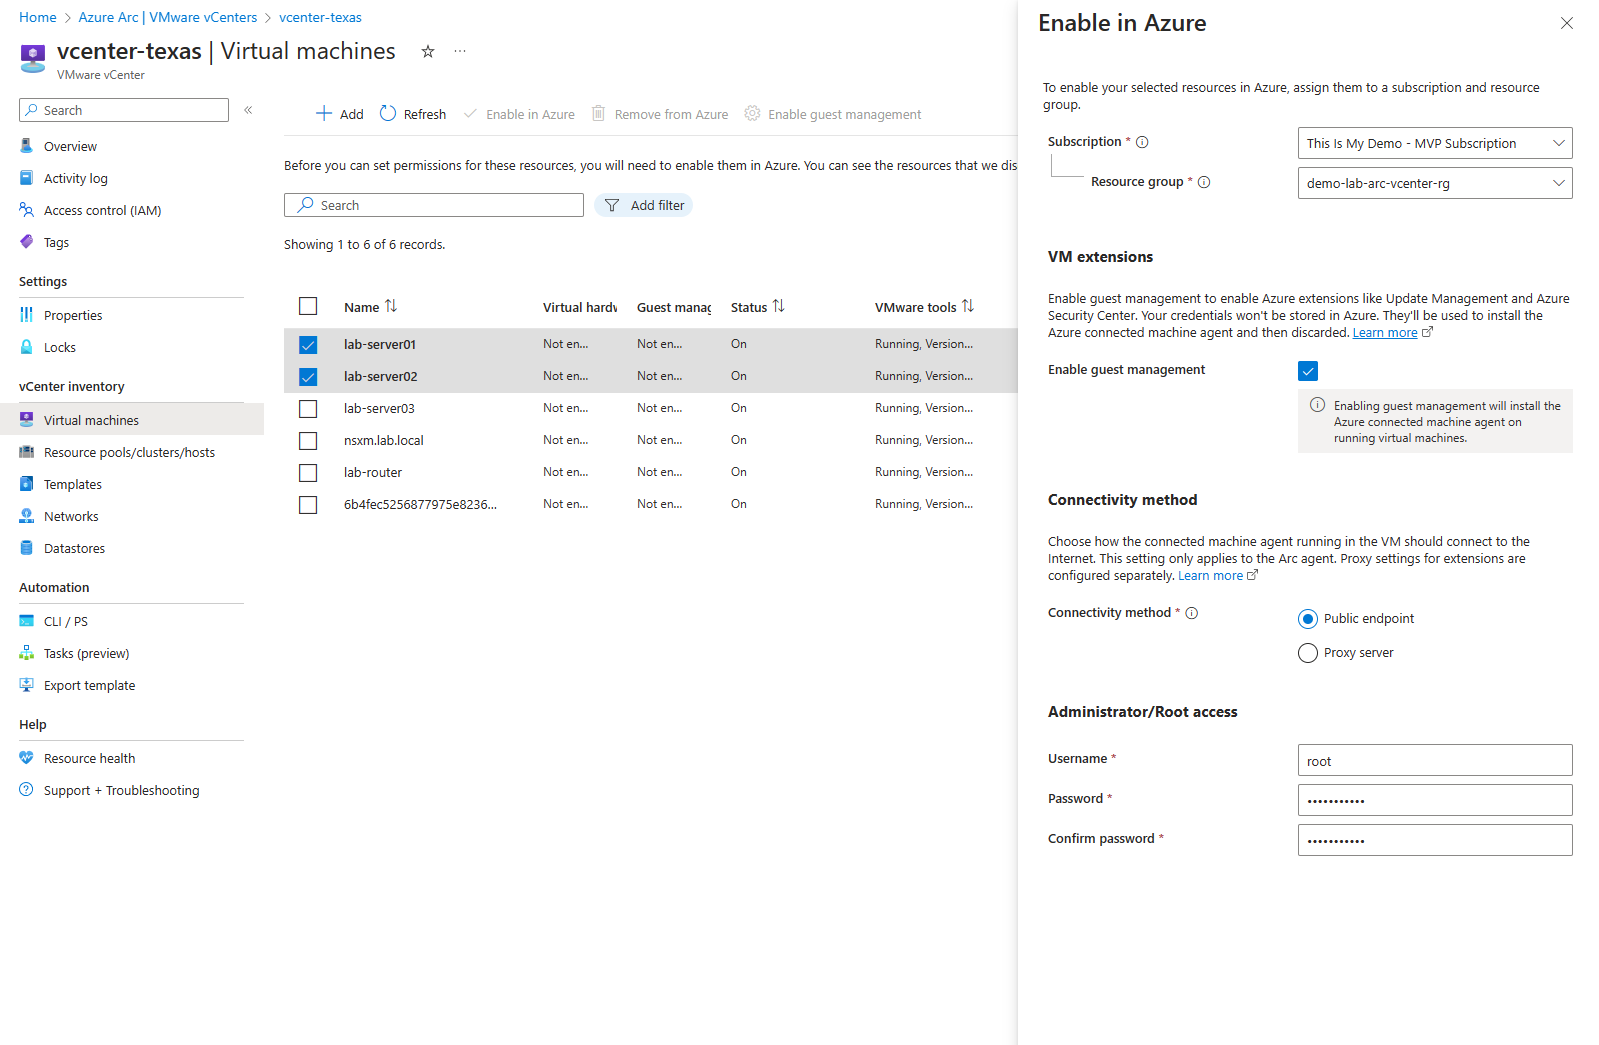 Home > Azure Arc | VMware vCenters > vcenter-texas
vcenter-texas | Virtual machines
VMware vCenter
Search
Overview
Activity log
Access control (IAM)
Tags
Settings
Properties
Locks
vCenter inventory
Virtual machines
Resource pools/clusters/hosts
Templates
Networks
Datastores
Automation
CLI / PS
Tasks (preview)
Export template
Help
Resource health
Support + Troubleshooting
Add Refresh Enable in Azure Remove from Azure Enable guest management
Before you can set permissions for these resources, you will need to enable them in Azure. You can see the resources that we dis
Search Add filter
Showing 1 to 6 of 6 records.
Name Virtual hardv Guest manag Status VMware tools
lab-server01 Not en... Not en... On Running, Version...
lab-server02 Not en... Not en... On Running, Version...
lab-server03 Not en... Not en... On Running, Version...
nsxm.lab.local Not en... Not en... On Running, Version...
lab-router Not en... Not en... On Running, Version...
6b4fec5256877975e8236... Not en... Not en... On Running, Version...
Enable in Azure
To enable your selected resources in Azure, assign them to a subscription and resource
group.
Subscription * This Is My Demo - MVP Subscription
Resource group * demo-lab-arc-vcenter-rg
VM extensions
Enable guest management to enable Azure extensions like Update Management and Azure
Security Center. Your credentials won't be stored in Azure. They'll be used to install the
Azure connected machine agent and then discarded. Learn more
Enable guest management
Enabling guest management will install the
Azure connected machine agent on
running virtual machines.
Connectivity method
Choose how the connected machine agent running in the VM should connect to the
Internet. This setting only applies to the Arc agent. Proxy settings for extensions are
configured separately. Learn more
Connectivity method * Public endpoint
Proxy server
Administrator/Root access
Username * root
Password * •••••••••••
Confirm password * •••••••••••